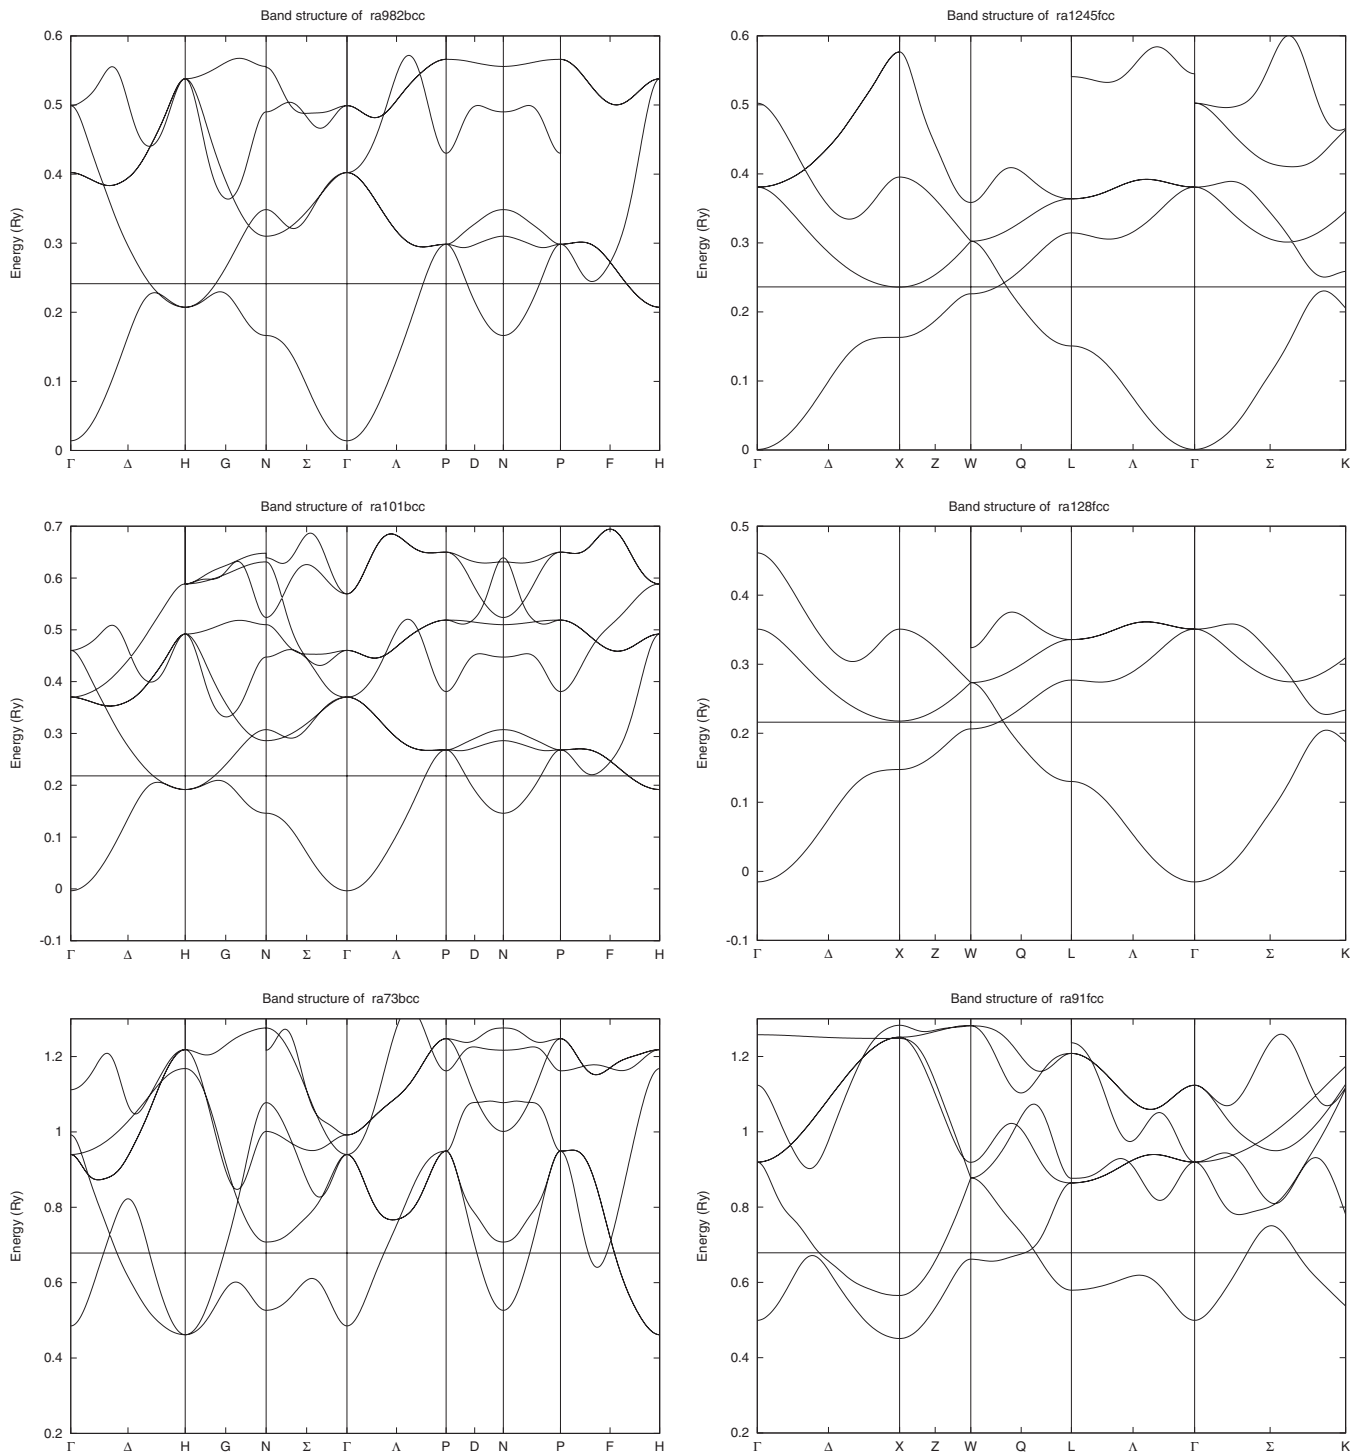 Band structure of ra982bcc
Energy (Ry)
0.6
0.5
0.4
0.3
0.2
0.1
0
Γ Δ H G N Σ Γ Λ P D N P F H
Band structure of ra1245fcc
Energy (Ry)
0.6
0.5
0.4
0.3
0.2
0.1
0
Γ Δ X Z W Q L Λ Γ Σ K
Band structure of ra101bcc
Energy (Ry)
0.7
0.6
0.5
0.4
0.3
0.2
0.1
0
-0.1
Γ Δ H G N Σ Γ Λ P D N P F H
Band structure of ra128fcc
Energy (Ry)
0.5
0.4
0.3
0.2
0.1
0
-0.1
Γ Δ X Z W Q L Λ Γ Σ K
Band structure of ra73bcc
Energy (Ry)
1.2
1
0.8
0.6
0.4
0.2
Γ Δ H G N Σ Γ Λ P D N P F H
Band structure of ra91fcc
Energy (Ry)
1.2
1
0.8
0.6
0.4
0.2
Γ Δ X Z W Q L Λ Γ Σ K